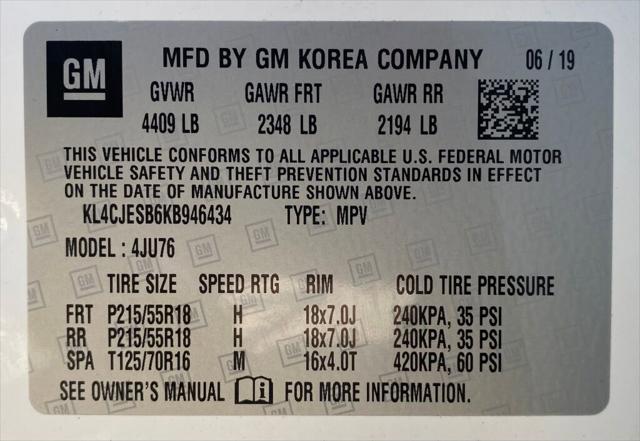 GM MFD BY GM KOREA COMPANY 06 / 19
GVWR GAWR FRT GAWR RR
4409 LB 2348 LB 2194 LB
THIS VEHICLE CONFORMS TO ALL APPLICABLE U.S. FEDERAL MOTOR
VEHICLE SAFETY AND THEFT PREVENTION STANDARDS IN EFFECT
ON THE DATE OF MANUFACTURE SHOWN ABOVE.
KL4CJESB6KB946434 TYPE: MPV
MODEL : 4JU76
TIRE SIZE SPEED RTG RIM COLD TIRE PRESSURE
FRT P215/55R18 H 18x7.0J 240KPA, 35 PSI
RR P215/55R18 H 18x7.0J 240KPA, 35 PSI
SPA T125/70R16 M 16x4.0T 420KPA, 60 PSI
SEE OWNER'S MANUAL i FOR MORE INFORMATION.